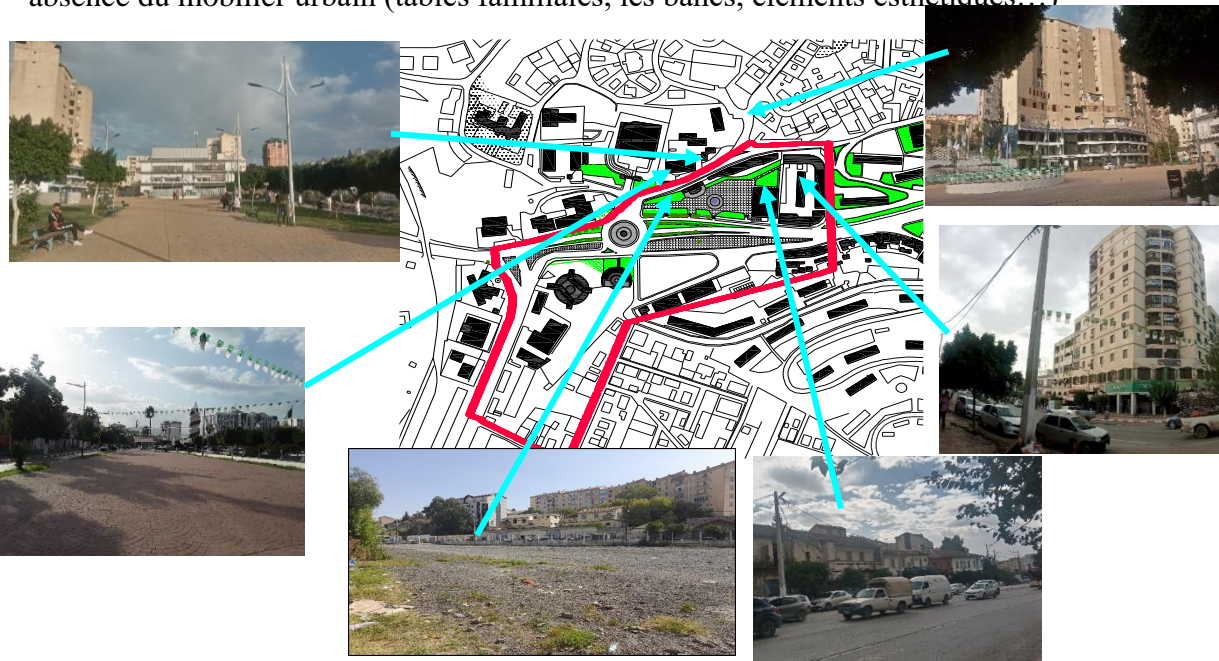 absence du mobilier urbain (tables familiales, les bancs, éléments esthétiques…)